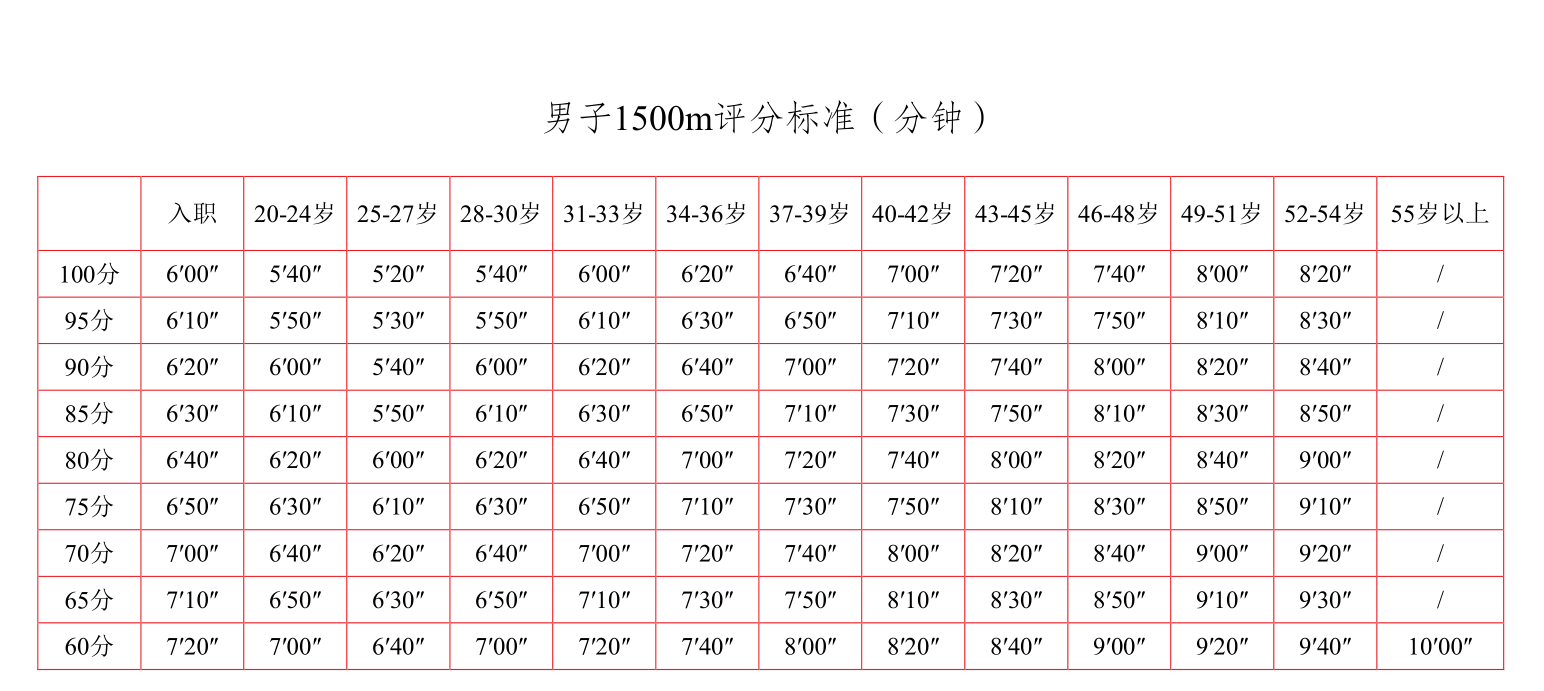 男子1500m评分标准（分钟）
入职 20-24岁 25-27岁 28-30岁 31-33岁 34-36岁 37-39岁 40-42岁 43-45岁 46-48岁 49-51岁 52-54岁 55岁以上
100分 6′00″ 5′40″ 5′20″ 5′40″ 6′00″ 6′20″ 6′40″ 7′00″ 7′20″ 7′40″ 8′00″ 8′20″ /
95分 6′10″ 5′50″ 5′30″ 5′50″ 6′10″ 6′30″ 6′50″ 7′10″ 7′30″ 7′50″ 8′10″ 8′30″ /
90分 6′20″ 6′00″ 5′40″ 6′00″ 6′20″ 6′40″ 7′00″ 7′20″ 7′40″ 8′00″ 8′20″ 8′40″ /
85分 6′30″ 6′10″ 5′50″ 6′10″ 6′30″ 6′50″ 7′10″ 7′30″ 7′50″ 8′10″ 8′30″ 8′50″ /
80分 6′40″ 6′20″ 6′00″ 6′20″ 6′40″ 7′00″ 7′20″ 7′40″ 8′00″ 8′20″ 8′40″ 9′00″ /
75分 6′50″ 6′30″ 6′10″ 6′30″ 6′50″ 7′10″ 7′30″ 7′50″ 8′10″ 8′30″ 8′50″ 9′10″ /
70分 7′00″ 6′40″ 6′20″ 6′40″ 7′00″ 7′20″ 7′40″ 8′00″ 8′20″ 8′40″ 9′00″ 9′20″ /
65分 7′10″ 6′50″ 6′30″ 6′50″ 7′10″ 7′30″ 7′50″ 8′10″ 8′30″ 8′50″ 9′10″ 9′30″ /
60分 7′20″ 7′00″ 6′40″ 7′00″ 7′20″ 7′40″ 8′00″ 8′20″ 8′40″ 9′00″ 9′20″ 9′40″ 10′00″